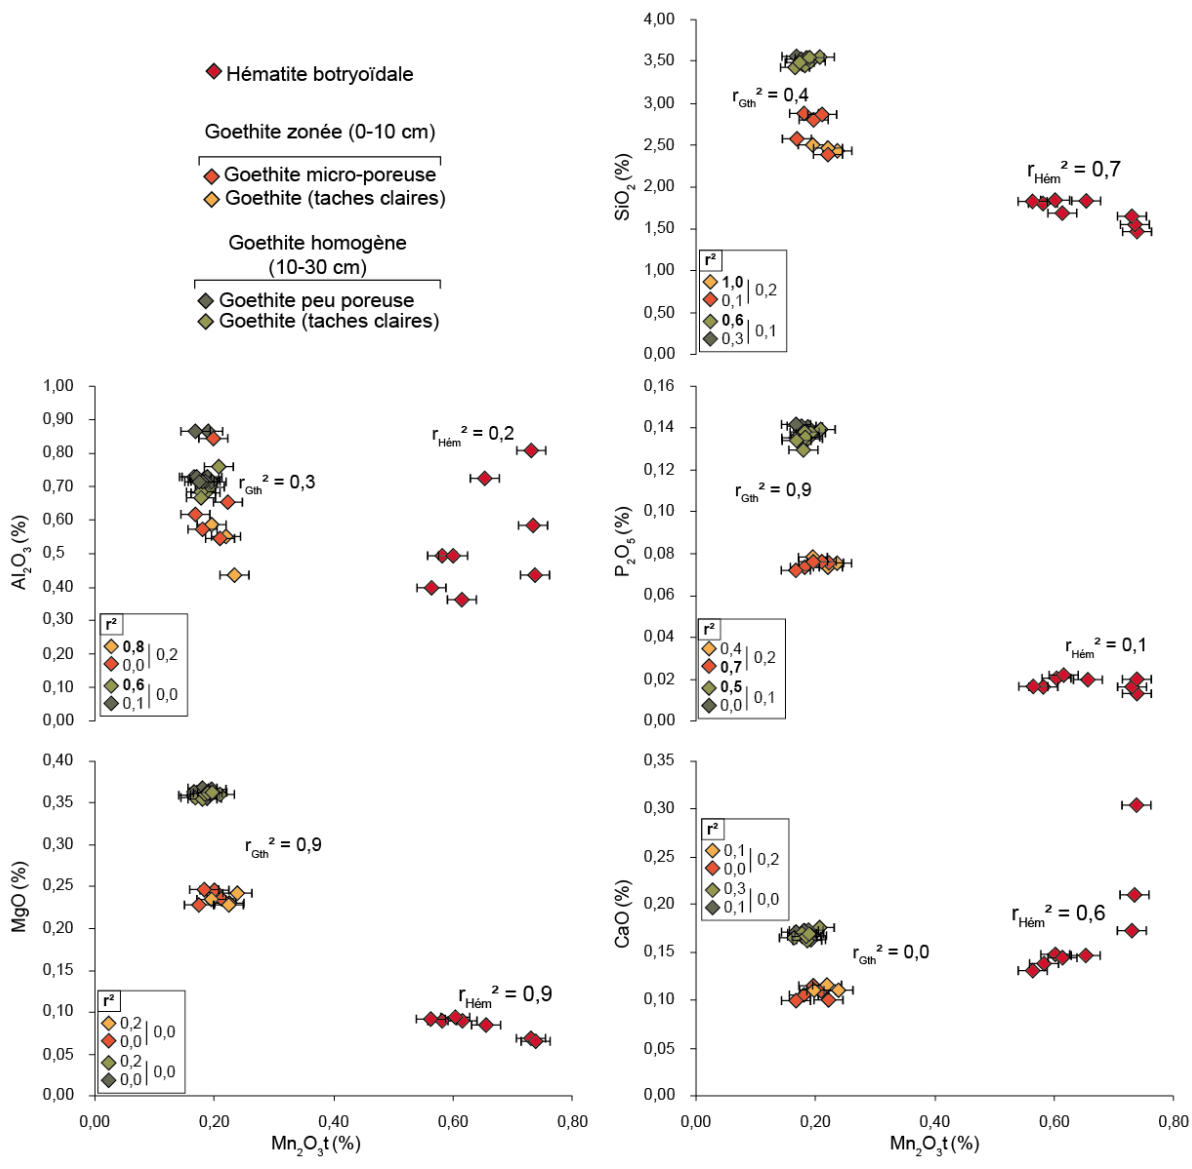 Hématite botryoïdale
Goethite zonée (0-10 cm)
Goethite micro-poreuse
Goethite (taches claires)
Goethite homogène
(10-30 cm)
Goethite peu poreuse
Goethite (taches claires)
SiO₂ (%)
4,00
3,50
3,00
2,50
2,00
1,50
1,00
0,50
0,00
r_Gth² = 0,4
r_Hém² = 0,7
r²
1,0
0,1
0,2
0,6
0,3
0,1
Al₂O₃ (%)
1,00
0,90
0,80
0,70
0,60
0,50
0,40
0,30
0,20
0,10
0,00
r_Gth² = 0,3
r_Hém² = 0,2
r²
0,8
0,0
0,2
0,6
0,1
0,0
P₂O₅ (%)
0,16
0,14
0,12
0,10
0,08
0,06
0,04
0,02
0,00
r_Gth² = 0,9
r_Hém² = 0,1
r²
0,4
0,7
0,2
0,5
0,0
0,1
MgO (%)
0,40
0,35
0,30
0,25
0,20
0,15
0,10
0,05
0,00
r_Gth² = 0,9
r_Hém² = 0,9
r²
0,2
0,0
0,0
0,2
0,0
0,0
0,00 0,20 0,40 0,60 0,80
Mn₂O₃t (%)
CaO (%)
0,35
0,30
0,25
0,20
0,15
0,10
0,05
0,00
r²
0,1
0,0
0,2
0,3
0,1
0,0
r_Gth² = 0,0
r_Hém² = 0,6
0,00 0,20 0,40 0,60 0,80
Mn₂O₃t (%)